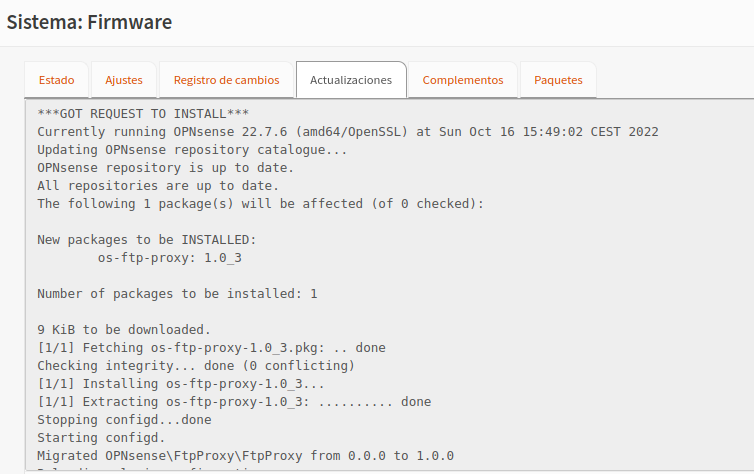 Sistema: Firmware
Estado
Ajustes
Registro de cambios
Actualizaciones
Complementos
Paquetes
***GOT REQUEST TO INSTALL***
Currently running OPNsense 22.7.6 (amd64/OpenSSL) at Sun Oct 16 15:49:02 CEST 2022
Updating OPNsense repository catalogue...
OPNsense repository is up to date.
All repositories are up to date.
The following 1 package(s) will be affected (of 0 checked):
New packages to be INSTALLED:
os-ftp-proxy: 1.0_3
Number of packages to be installed: 1
9 KiB to be downloaded.
[1/1] Fetching os-ftp-proxy-1.0_3.pkg: .. done
Checking integrity... done (0 conflicting)
[1/1] Installing os-ftp-proxy-1.0_3...
[1/1] Extracting os-ftp-proxy-1.0_3: .......... done
Stopping configd...done
Starting configd.
Migrated OPNsense\FtpProxy\FtpProxy from 0.0.0 to 1.0.0